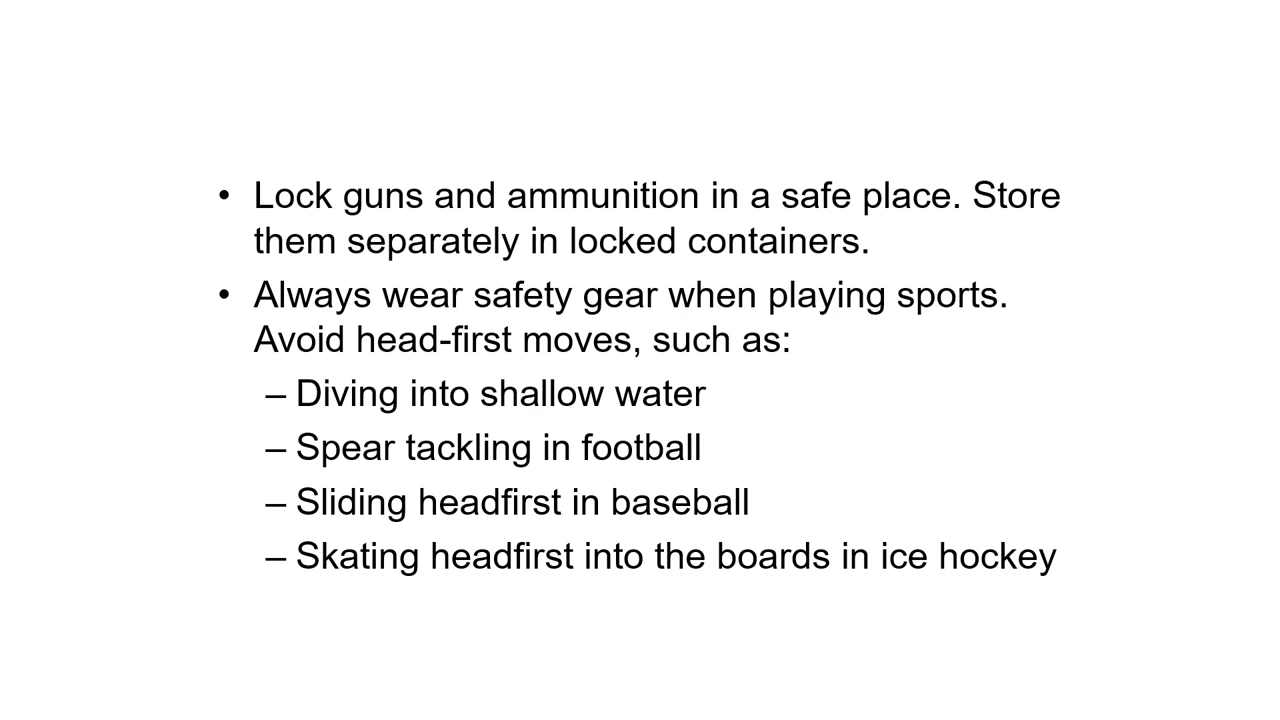 • Lock guns and ammunition in a safe place. Store
them separately in locked containers.
• Always wear safety gear when playing sports.
Avoid head-first moves, such as:
– Diving into shallow water
– Spear tackling in football
– Sliding headfirst in baseball
– Skating headfirst into the boards in ice hockey